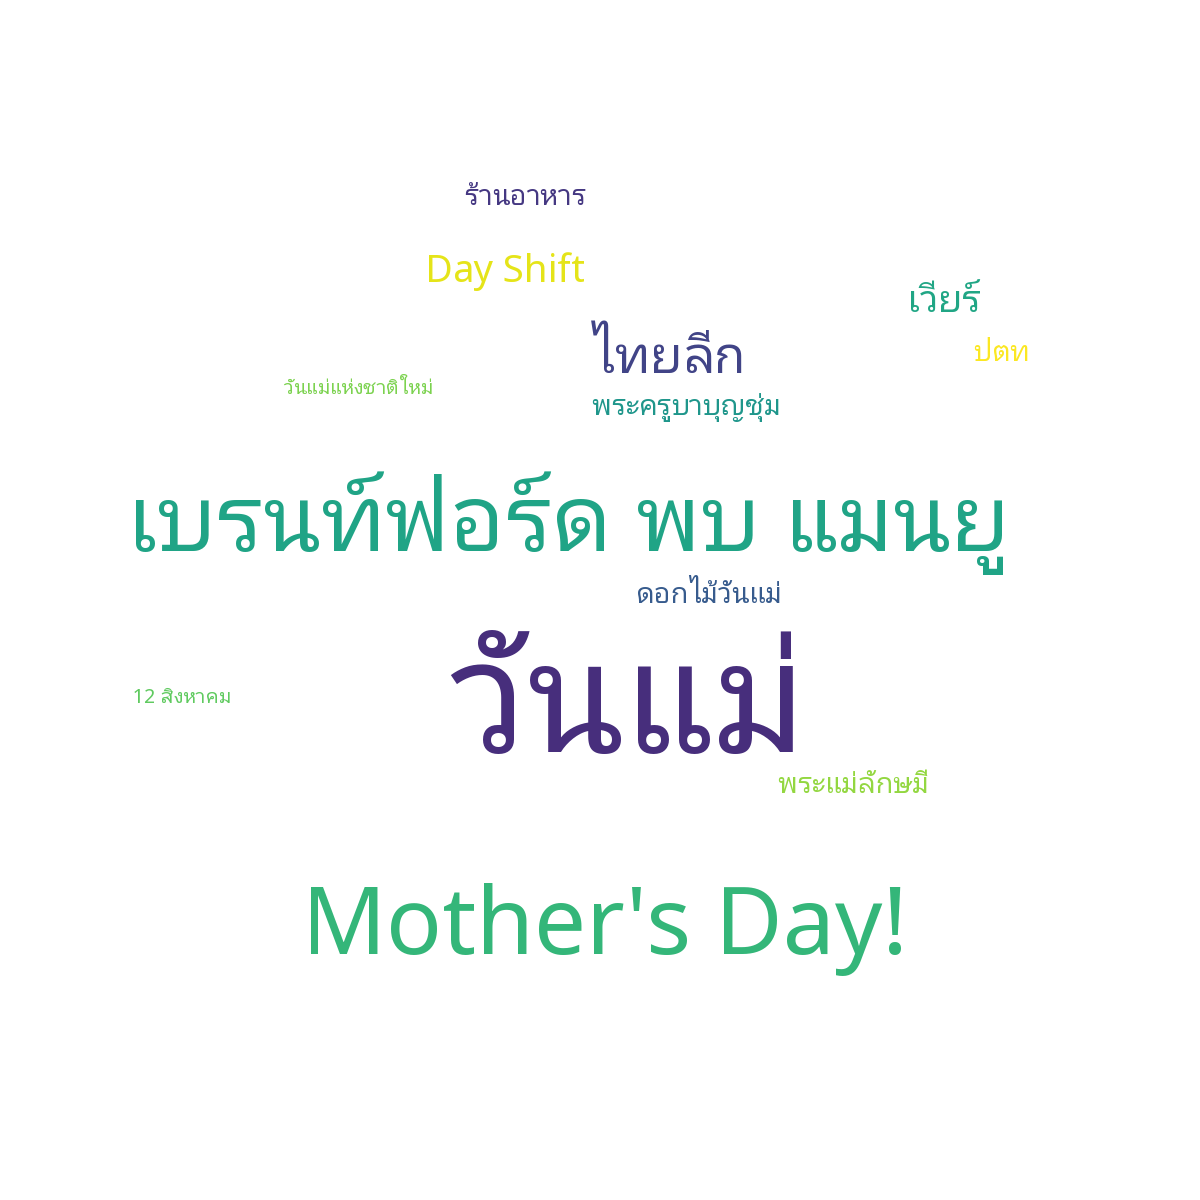 ร้านอาหาร
Day Shift
เวียร์
ไทยลีก
ปตท
วันแม่แห่งชาติใหม่
พระครูบาบุญชุ่ม
เบรนท์ฟอร์ด พบ แมนยู
ดอกไม้วันแม่
วันแม่
12 สิงหาคม
พระแม่ลักษมี
Mother's Day!